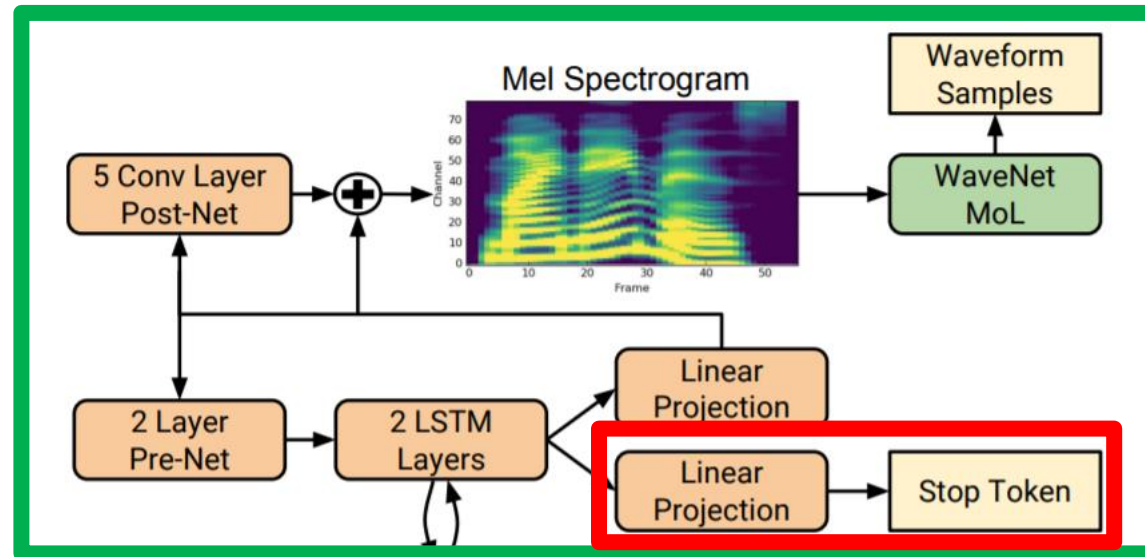 Waveform
Samples
Mel Spectrogram
5 Conv Layer
Post-Net
WaveNet
MoL
Channel
70
60
50
40
30
20
10
0
0 10 20 30 40 50
Frame
Linear
Projection
2 Layer
Pre-Net
2 LSTM
Layers
Linear
Projection
Stop Token